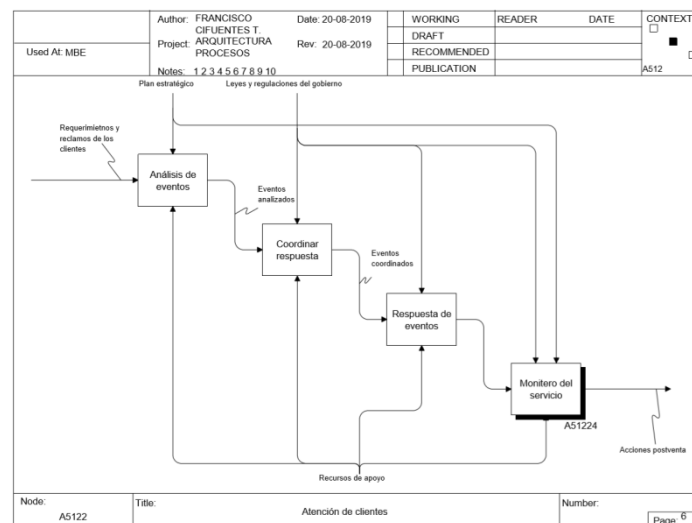 Used At: MBE
Author: FRANCISCO
CIFUENTES T.
Project: ARQUITECTURA
PROCESOS
Notes: 1 2 3 4 5 6 7 8 9 10
Date: 20-08-2019
Rev: 20-08-2019
WORKING
DRAFT
RECOMMENDED
PUBLICATION
READER DATE
CONTEXT
A512
Plan estratégico
Leyes y regulaciones del gobierno
Requerimietnos y
reclamos de los
clientes
Análisis de
eventos
Eventos
analizados
Coordinar
respuesta
Eventos
coordinados
Respuesta de
eventos
Monitero del
servicio
A51224
Acciones postventa
Recursos de apoyo
Node:
A5122
Title:
Atención de clientes
Number:
Page: 6